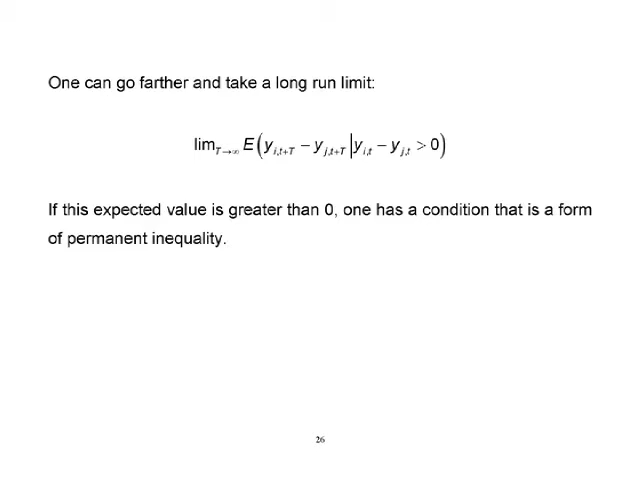 One can go farther and take a long run limit:
lim_{T→∞} E(y_{i,t+T} − y_{j,t+T} | y_{i,t} − y_{j,t} > 0)
If this expected value is greater than 0, one has a condition that is a form
of permanent inequality.
26